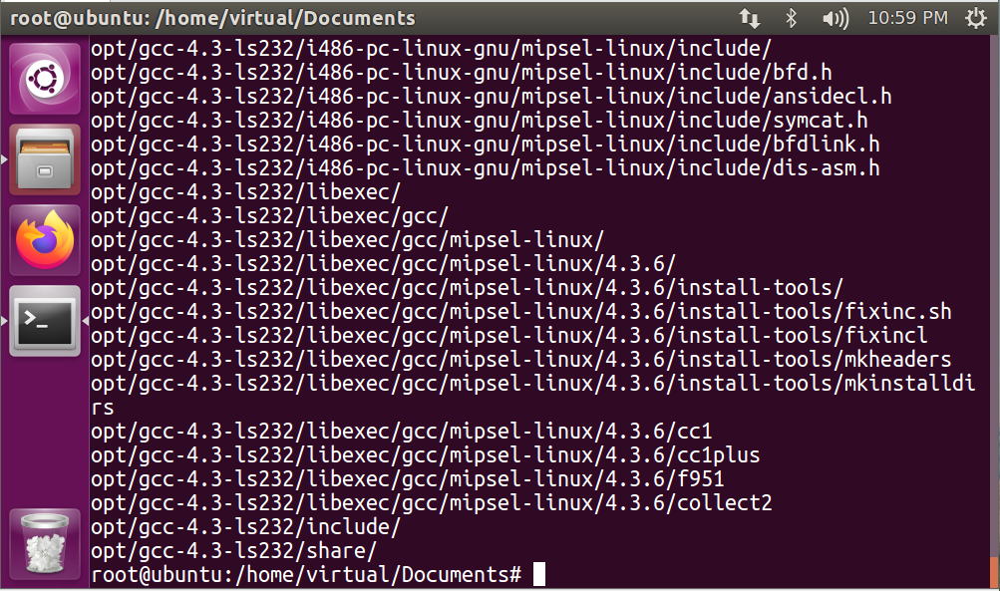 root@ubuntu: /home/virtual/Documents
10:59 PM
opt/gcc-4.3-ls232/i486-pc-linux-gnu/mipsel-linux/include/
opt/gcc-4.3-ls232/i486-pc-linux-gnu/mipsel-linux/include/bfd.h
opt/gcc-4.3-ls232/i486-pc-linux-gnu/mipsel-linux/include/ansidecl.h
opt/gcc-4.3-ls232/i486-pc-linux-gnu/mipsel-linux/include/symcat.h
opt/gcc-4.3-ls232/i486-pc-linux-gnu/mipsel-linux/include/bfdlink.h
opt/gcc-4.3-ls232/i486-pc-linux-gnu/mipsel-linux/include/dis-asm.h
opt/gcc-4.3-ls232/libexec/
opt/gcc-4.3-ls232/libexec/gcc/
opt/gcc-4.3-ls232/libexec/gcc/mipsel-linux/
opt/gcc-4.3-ls232/libexec/gcc/mipsel-linux/4.3.6/
opt/gcc-4.3-ls232/libexec/gcc/mipsel-linux/4.3.6/install-tools/
opt/gcc-4.3-ls232/libexec/gcc/mipsel-linux/4.3.6/install-tools/fixinc.sh
opt/gcc-4.3-ls232/libexec/gcc/mipsel-linux/4.3.6/install-tools/fixincl
opt/gcc-4.3-ls232/libexec/gcc/mipsel-linux/4.3.6/install-tools/mkheaders
opt/gcc-4.3-ls232/libexec/gcc/mipsel-linux/4.3.6/install-tools/mkinstalldi
rs
opt/gcc-4.3-ls232/libexec/gcc/mipsel-linux/4.3.6/cc1
opt/gcc-4.3-ls232/libexec/gcc/mipsel-linux/4.3.6/cc1plus
opt/gcc-4.3-ls232/libexec/gcc/mipsel-linux/4.3.6/f951
opt/gcc-4.3-ls232/libexec/gcc/mipsel-linux/4.3.6/collect2
opt/gcc-4.3-ls232/include/
opt/gcc-4.3-ls232/share/
root@ubuntu:/home/virtual/Documents#